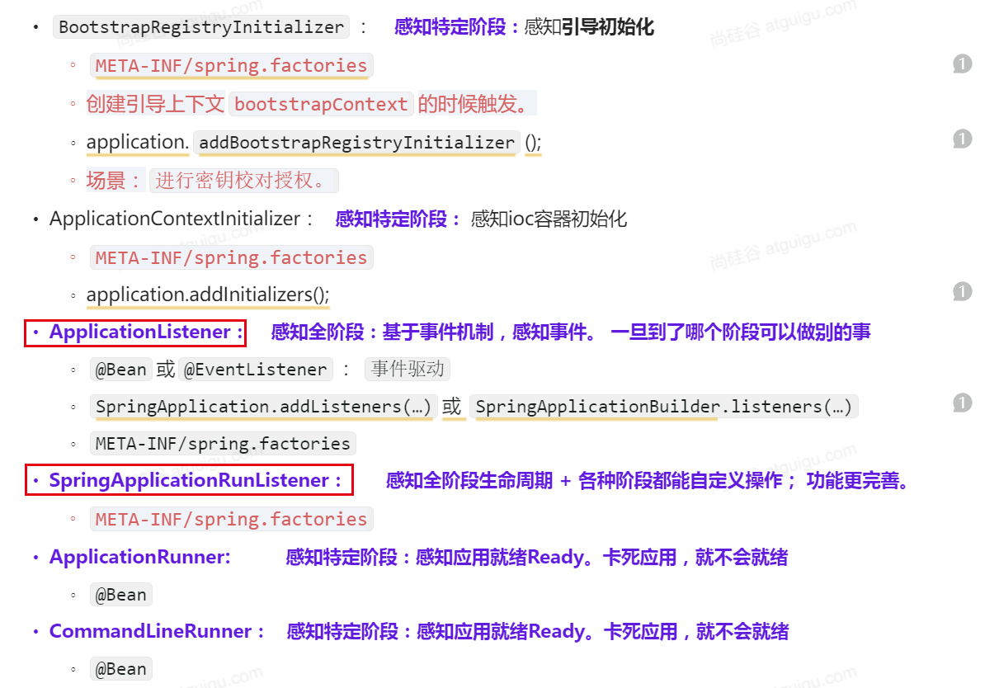 • BootstrapRegistryInitializer : 感知特定阶段：感知引导初始化
◦ META-INF/spring.factories 1
◦ 创建引导上下文 bootstrapContext 的时候触发。
◦ application. addBootstrapRegistryInitializer (); 1
◦ 场景： 进行密钥校对授权。
• ApplicationContextInitializer： 感知特定阶段： 感知ioc容器初始化
◦ META-INF/spring.factories
◦ application.addInitializers(); 1
• ApplicationListener： 感知全阶段：基于事件机制，感知事件。 一旦到了哪个阶段可以做别的事
◦ @Bean 或 @EventListener ： 事件驱动
◦ SpringApplication.addListeners(…) 或 SpringApplicationBuilder.listeners(…) 1
◦ META-INF/spring.factories
• SpringApplicationRunListener： 感知全阶段生命周期 + 各种阶段都能自定义操作； 功能更完善。
◦ META-INF/spring.factories
• ApplicationRunner: 感知特定阶段：感知应用就绪Ready。卡死应用，就不会就绪
◦ @Bean
• CommandLineRunner： 感知特定阶段：感知应用就绪Ready。卡死应用，就不会就绪
◦ @Bean
尚硅谷 atguigu.com